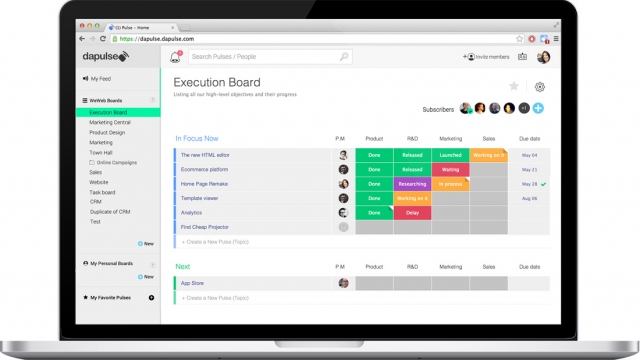 CO Pulse - Home
https://dapulse.dapulse.com
dapulse
Search Pulses / People
Invite members
My Feed
WeWeb Boards
Execution Board
Marketing Central
Product Design
Marketing
Town Hall
Online Campaigns
Sales
Website
Task board
CRM
Duplicate of CRM
Test
New
My Personal Boards
New
My Favorite Pulses
Execution Board
Listing all our high-level objectives and their progress
Subscribers +1
In Focus Now P.M Product R&D Marketing Sales Due date
The new HTML editor Done Released Launched Working on it May 04
Ecommerce platform Done Released Waiting May 21
Home Page Remake Done Researching In process May 28
Template viewer Done Working on it Aug 06
Analytics Done Delay
Find Cheap Projector
+ Create a New Pulse (Topic)
Next P.M Product R&D Marketing Sales Due date
App Store
+ Create a New Pulse (Topic)